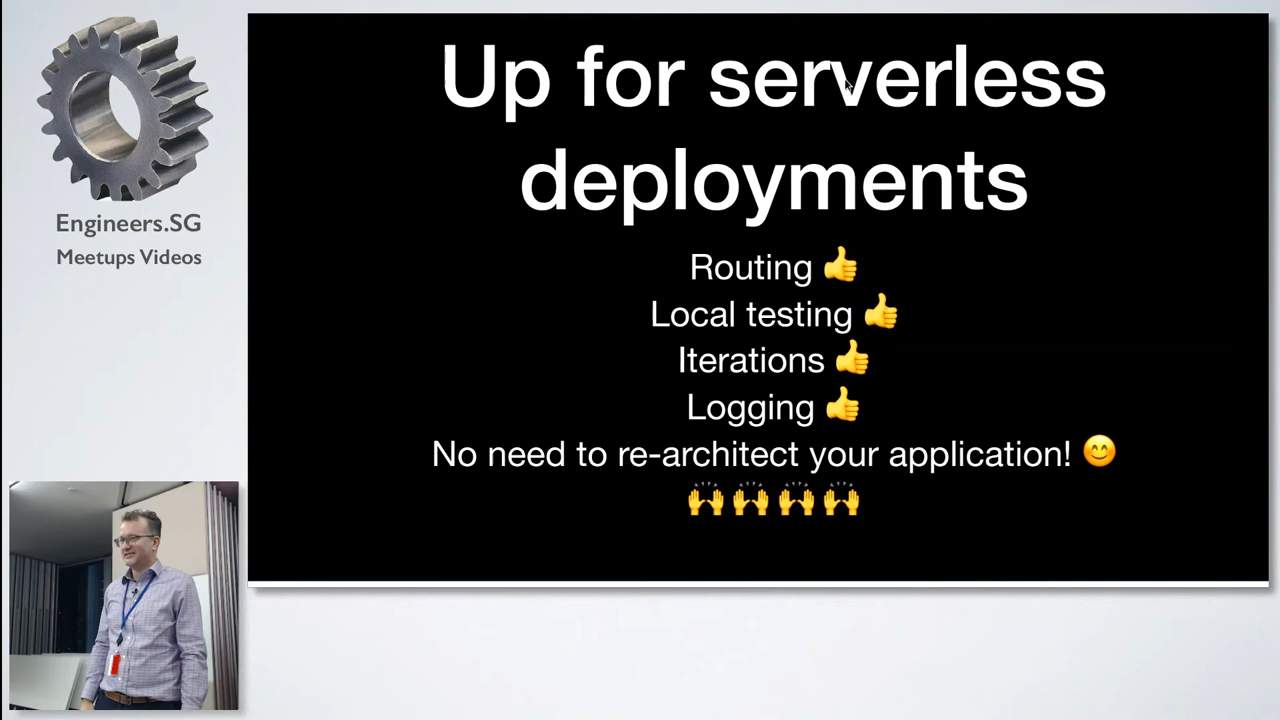 Engineers.SG
Meetups Videos
Up for serverless
deployments
Routing 👍
Local testing 👍
Iterations 👍
Logging 👍
No need to re-architect your application! 😊
🙌 🙌 🙌 🙌